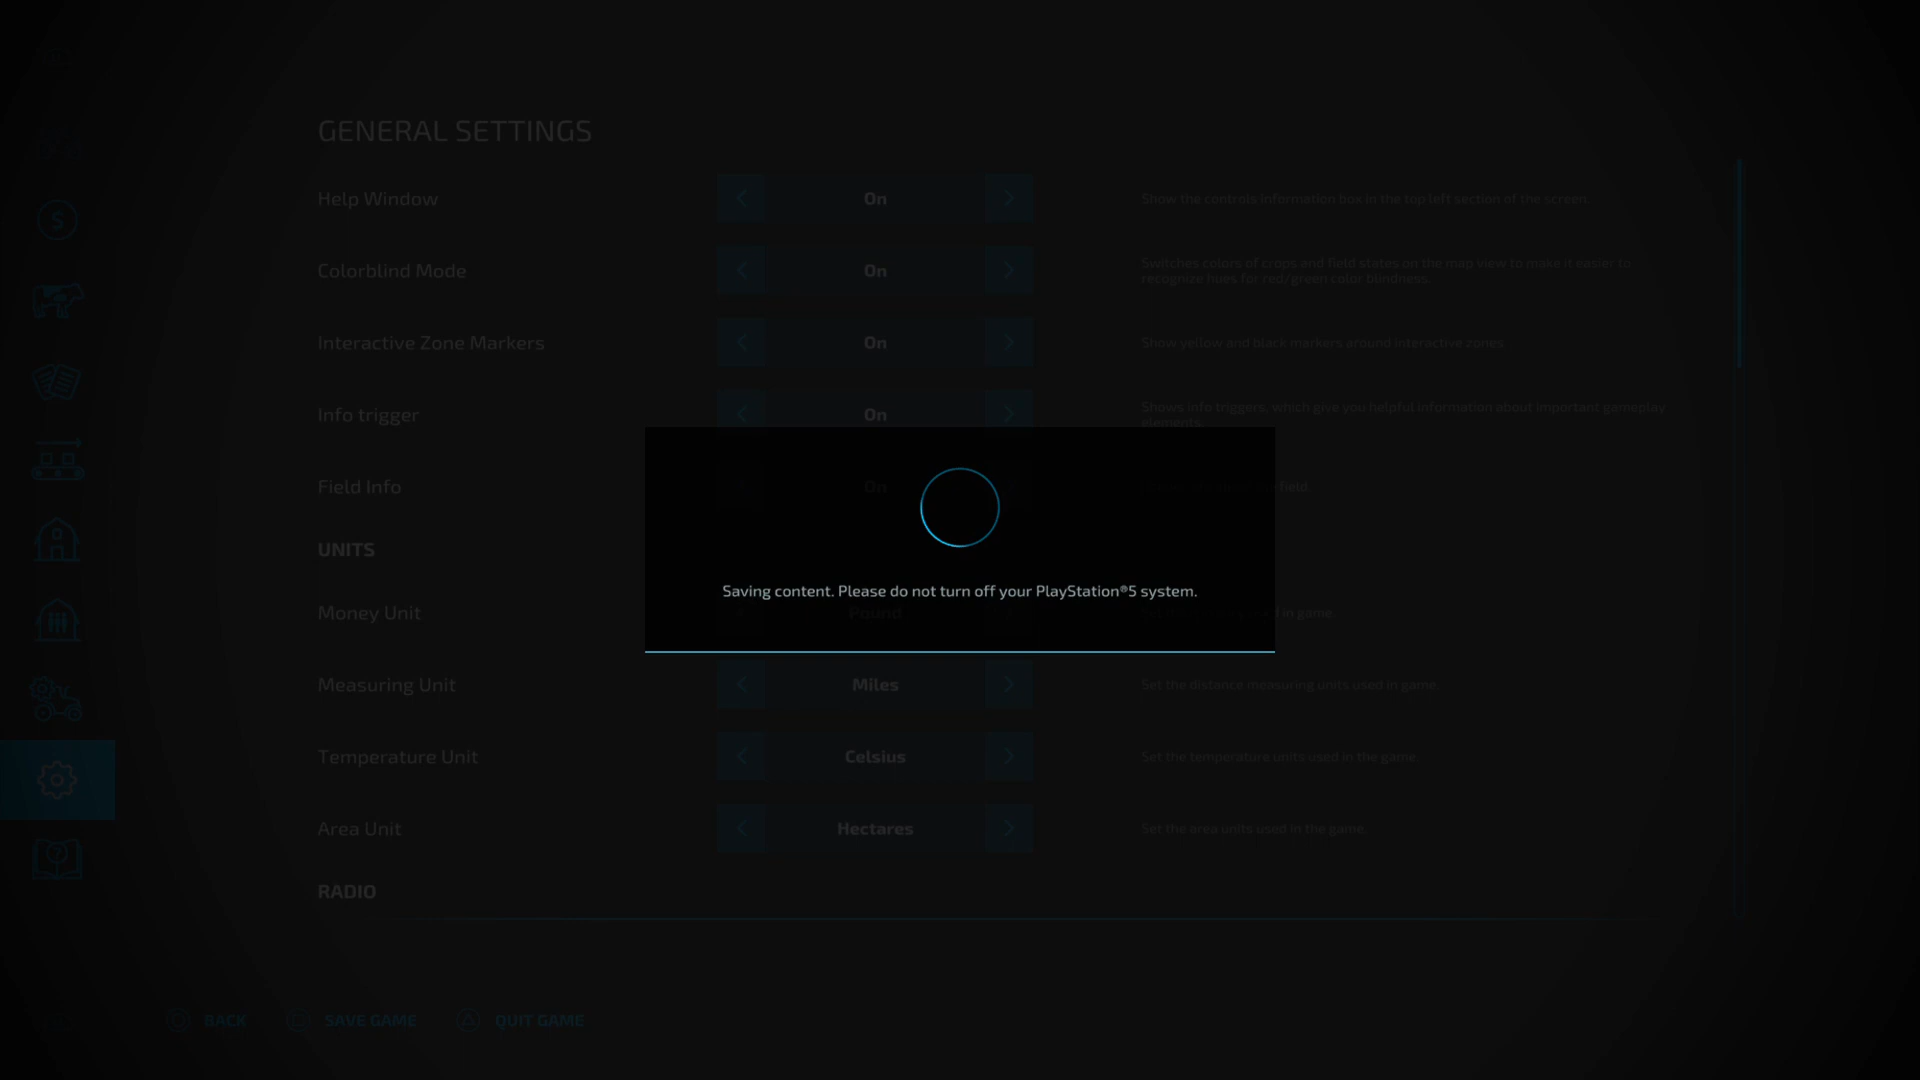 GENERAL SETTINGS
Help Window
On
Show the controls information box in the top left section of the screen.
Colorblind Mode
On
Switches colors of crops and field states on the map view to make it easier to
recognize hues for red/green color blindness.
Interactive Zone Markers
On
Show yellow and black markers around interactive zones.
Info trigger
On
Shows info triggers, which give you helpful information about important gameplay
elements.
Field Info
On
field.
Saving content. Please do not turn off your PlayStation®5 system.
UNITS
Money Unit
Pound
in game.
Measuring Unit
Miles
Set the distance measuring units used in game.
Temperature Unit
Celsius
Set the temperature units used in the game.
Area Unit
Hectares
Set the area units used in the game.
RADIO
BACK
SAVE GAME
QUIT GAME